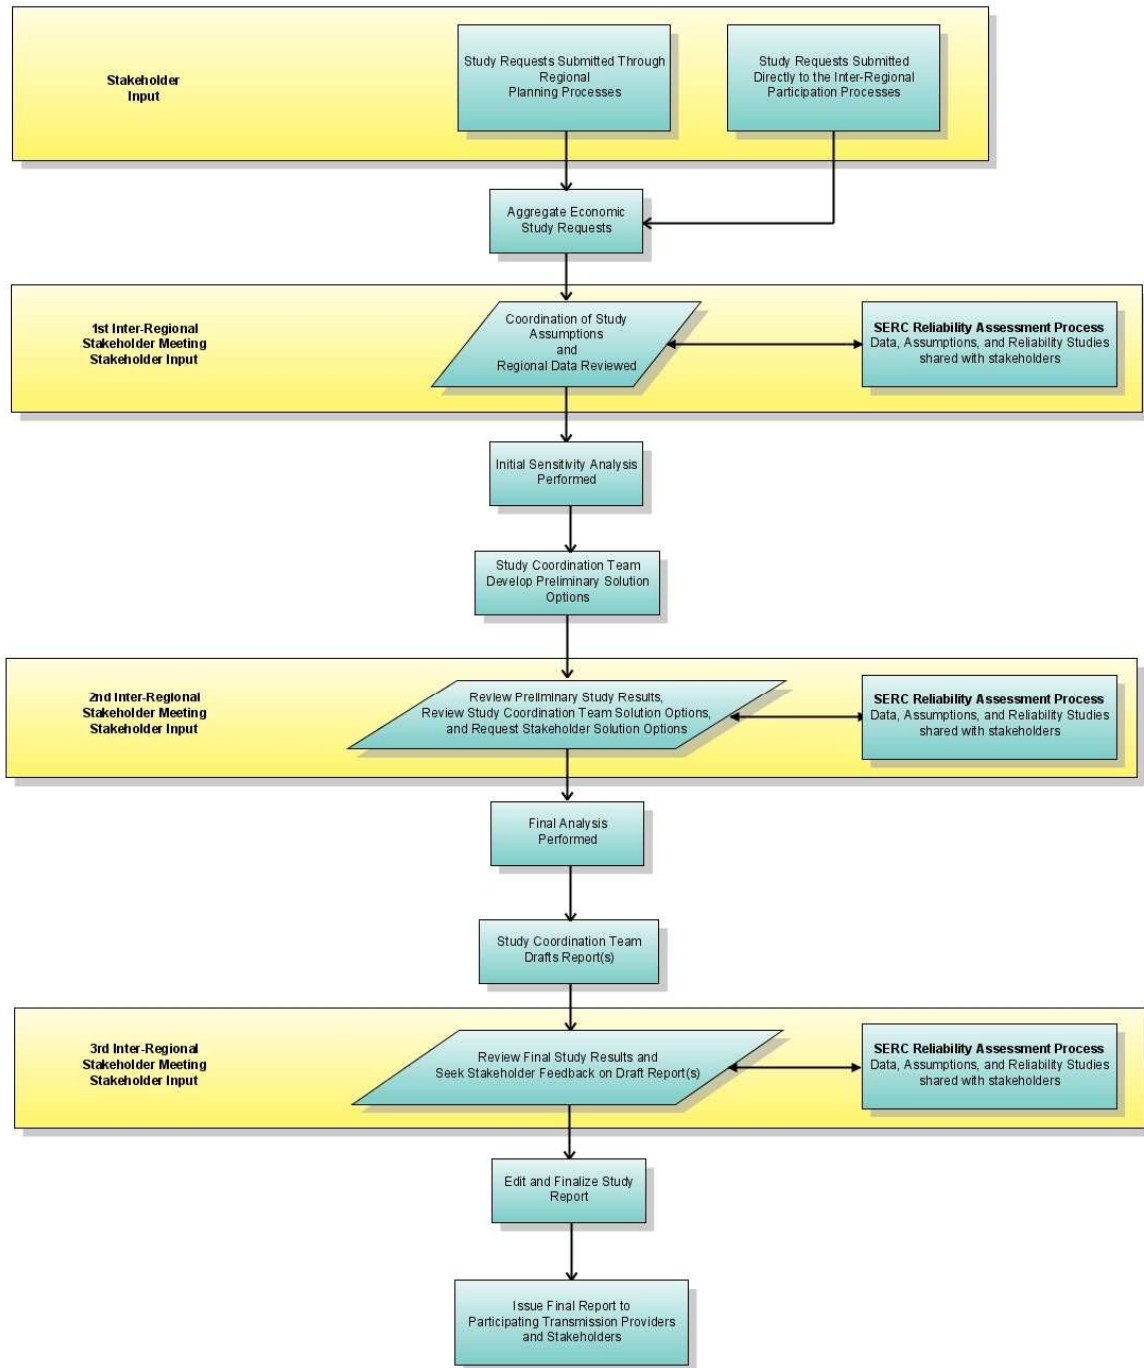 Stakeholder
Input
Study Requests Submitted Through
Regional
Planning Processes
Study Requests Submitted
Directly to the Inter-Regional
Participation Processes
Aggregate Economic
Study Requests
1st Inter-Regional
Stakeholder Meeting
Stakeholder Input
Coordination of Study
Assumptions
and
Regional Data Reviewed
SERC Reliability Assessment Process
Data, Assumptions, and Reliability Studies
shared with stakeholders
Initial Sensitivity Analysis
Performed
Study Coordination Team
Develop Preliminary Solution
Options
2nd Inter-Regional
Stakeholder Meeting
Stakeholder Input
Review Preliminary Study Results,
Review Study Coordination Team Solution Options,
and Request Stakeholder Solution Options
SERC Reliability Assessment Process
Data, Assumptions, and Reliability Studies
shared with stakeholders
Final Analysis
Performed
Study Coordination Team
Drafts Report(s)
3rd Inter-Regional
Stakeholder Meeting
Stakeholder Input
Review Final Study Results and
Seek Stakeholder Feedback on Draft Report(s)
SERC Reliability Assessment Process
Data, Assumptions, and Reliability Studies
shared with stakeholders
Edit and Finalize Study
Report
Issue Final Report to
Participating Transmission Providers
and Stakeholders